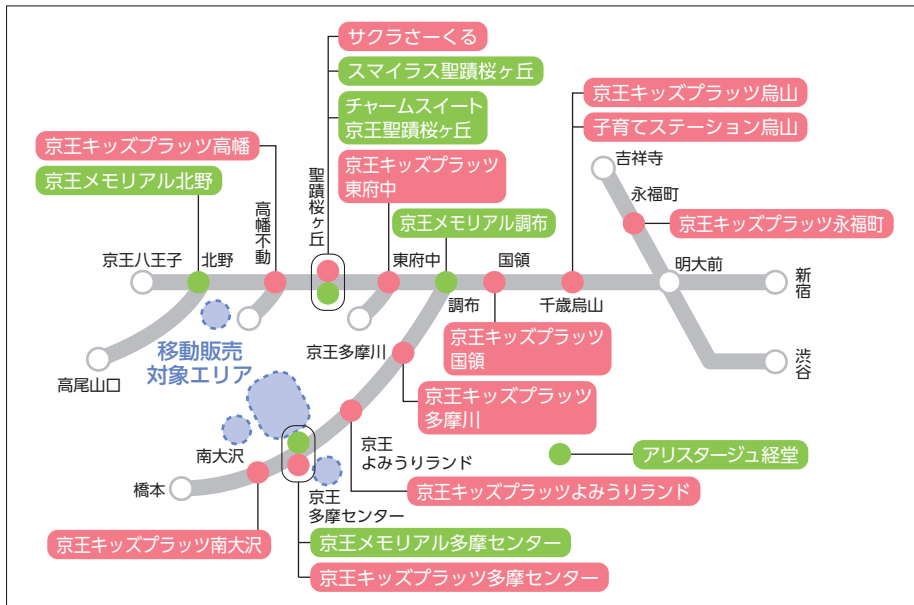 サクラさーくる
スマイラス聖蹟桜ヶ丘
チャームスイート
京王聖蹟桜ヶ丘
京王キッズプラッツ烏山
子育てステーション烏山
京王キッズプラッツ高幡
京王メモリアル北野
聖蹟桜ヶ丘
京王キッズプラッツ
東府中
吉祥寺
永福町
京王キッズプラッツ永福町
高幡不動
京王メモリアル調布
京王八王子
北野
東府中
国領
明大前
新宿
調布
千歳烏山
移動販売
対象エリア
京王多摩川
京王キッズプラッツ
国領
渋谷
高尾山口
京王キッズプラッツ
多摩川
南大沢
京王
よみうりランド
アリスタージュ経堂
橋本
京王
多摩センター
京王キッズプラッツよみうりランド
京王キッズプラッツ南大沢
京王メモリアル多摩センター
京王キッズプラッツ多摩センター